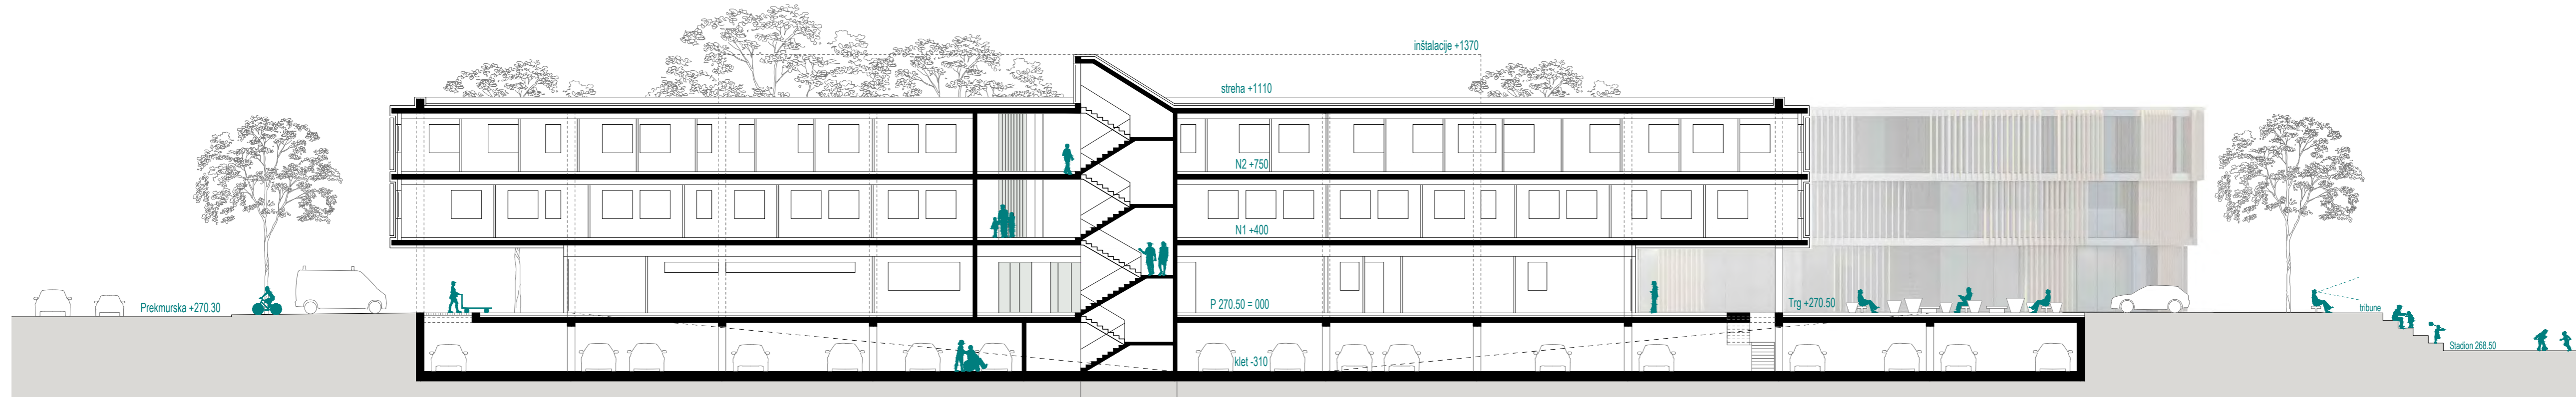 inštalacije +1370
streha +1110
N2 +750
N1 +400
Prekmurska +270.30
P 270.50 = 000
Trg +270.50
tribune
Stadion 268.50
klet -310